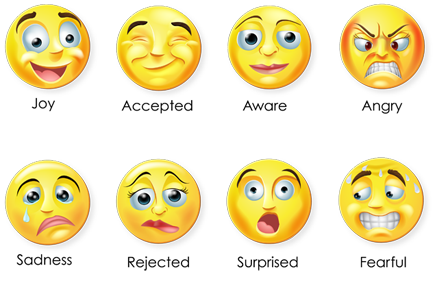 Joy
Accepted
Aware
Angry
Sadness
Rejected
Surprised
Fearful